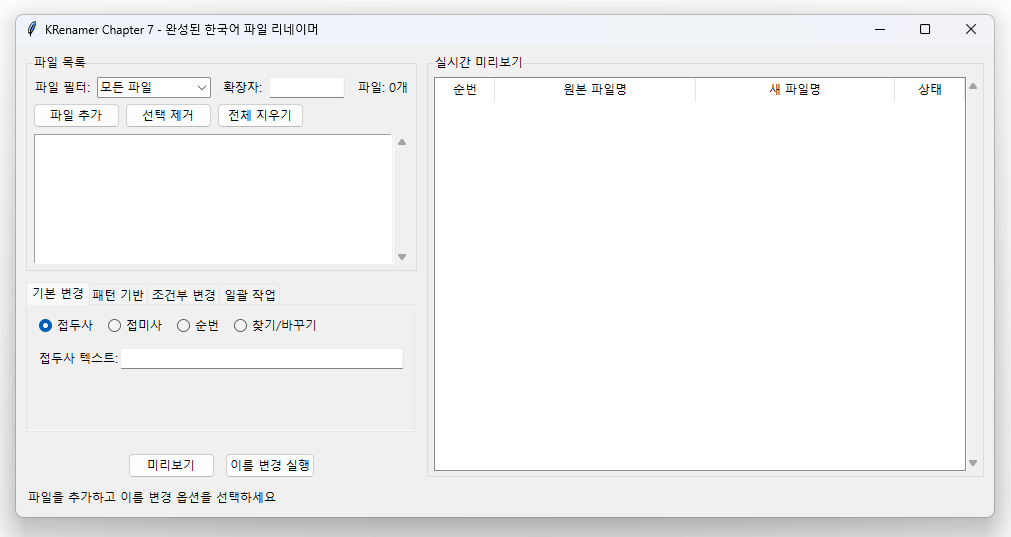 KRenamer Chapter 7 - 완성된 한국어 파일 리네이머
파일 목록
파일 필터: 모든 파일 확장자: 파일: 0개
파일 추가 선택 제거 전체 지우기
기본 변경 패턴 기반 조건부 변경 일괄 작업
접두사 접미사 순번 찾기/바꾸기
접두사 텍스트:
미리보기 이름 변경 실행
실시간 미리보기
순번 원본 파일명 새 파일명 상태
파일을 추가하고 이름 변경 옵션을 선택하세요